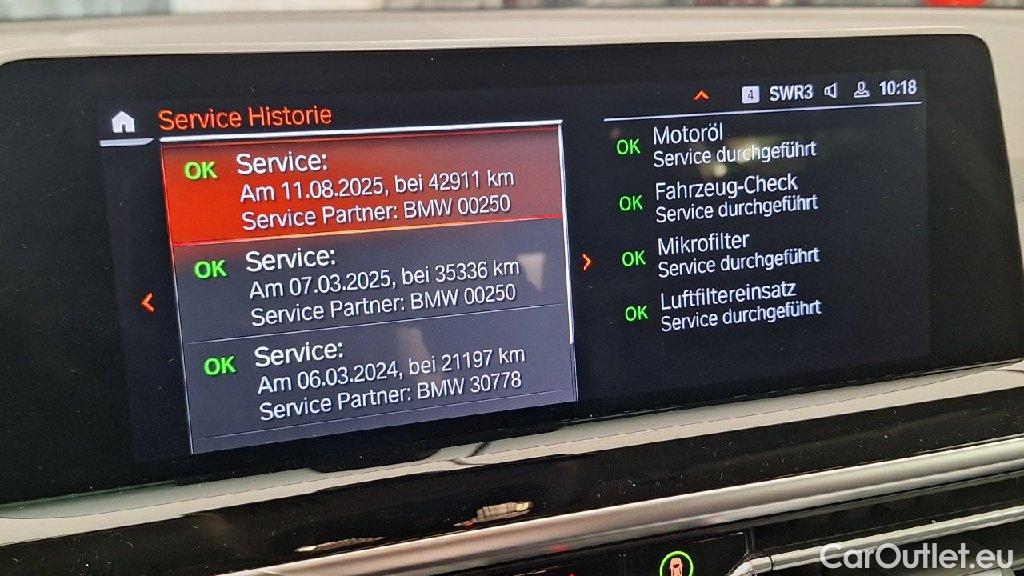 4 SWR3 10:18
Service Historie
OK Service:
Am 11.08.2025, bei 42911 km
Service Partner: BMW 00250
OK Service:
Am 07.03.2025, bei 35336 km
Service Partner: BMW 00250
OK Service:
Am 06.03.2024, bei 21197 km
Service Partner: BMW 30778
OK Motoröl
Service durchgeführt
OK Fahrzeug-Check
Service durchgeführt
OK Mikrofilter
Service durchgeführt
OK Luftfiltereinsatz
Service durchgeführt
CarOutlet.eu